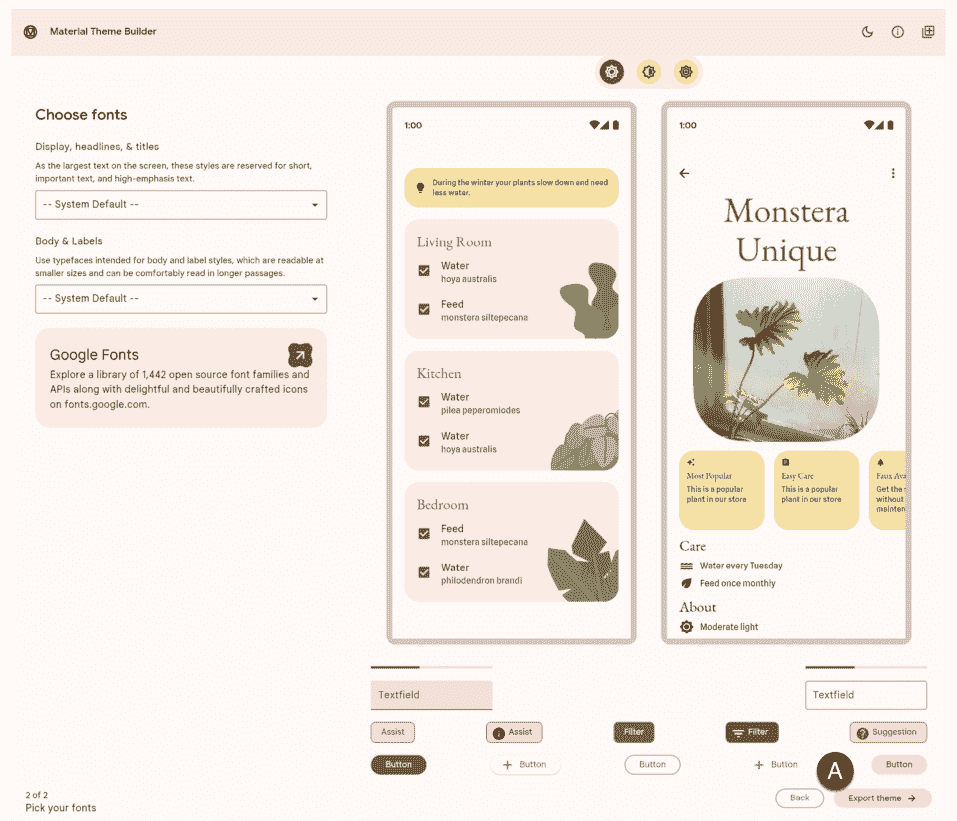 Material Theme Builder
Choose fonts
Display, headlines, & titles
As the largest text on the screen, these styles are reserved for short,
important text, and high-emphasis text.
-- System Default --
Body & Labels
Use typefaces intended for body and label styles, which are readable at
smaller sizes and can be comfortably read in longer passages.
-- System Default --
Google Fonts
Explore a library of 1,442 open source font families and
APIs along with delightful and beautifully crafted icons
on fonts.google.com.
1:00
During the winter your plants slow down and need
less water.
Living Room
Water
hoya australis
Feed
monstera siltepecana
Kitchen
Water
pilea peperomiodes
Water
hoya australis
Bedroom
Feed
monstera siltepecana
Water
philodendron brandi
1:00
Monstera
Unique
Most Popular
This is a popular
plant in our store
Easy Care
This is a popular
plant in our store
Faux Ava
Get the
without
mainten
Care
Water every Tuesday
Feed once monthly
About
Moderate light
Textfield
Textfield
Assist
Assist
Filter
Filter
Suggestion
Button
+ Button
Button
+ Button
Button
A
2 of 2
Pick your fonts
Back
Export theme